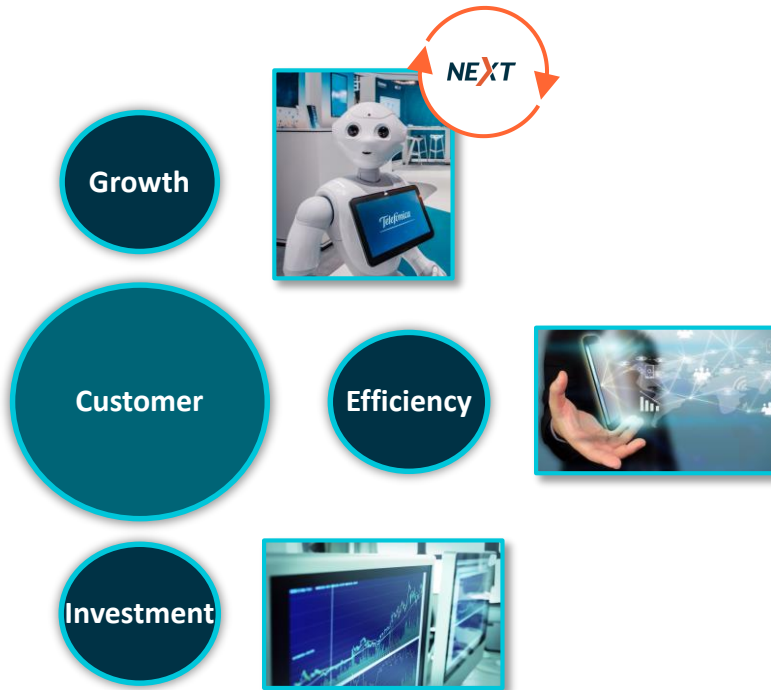 NEXT
Growth
Telefónica
Customer
Efficiency
Investment